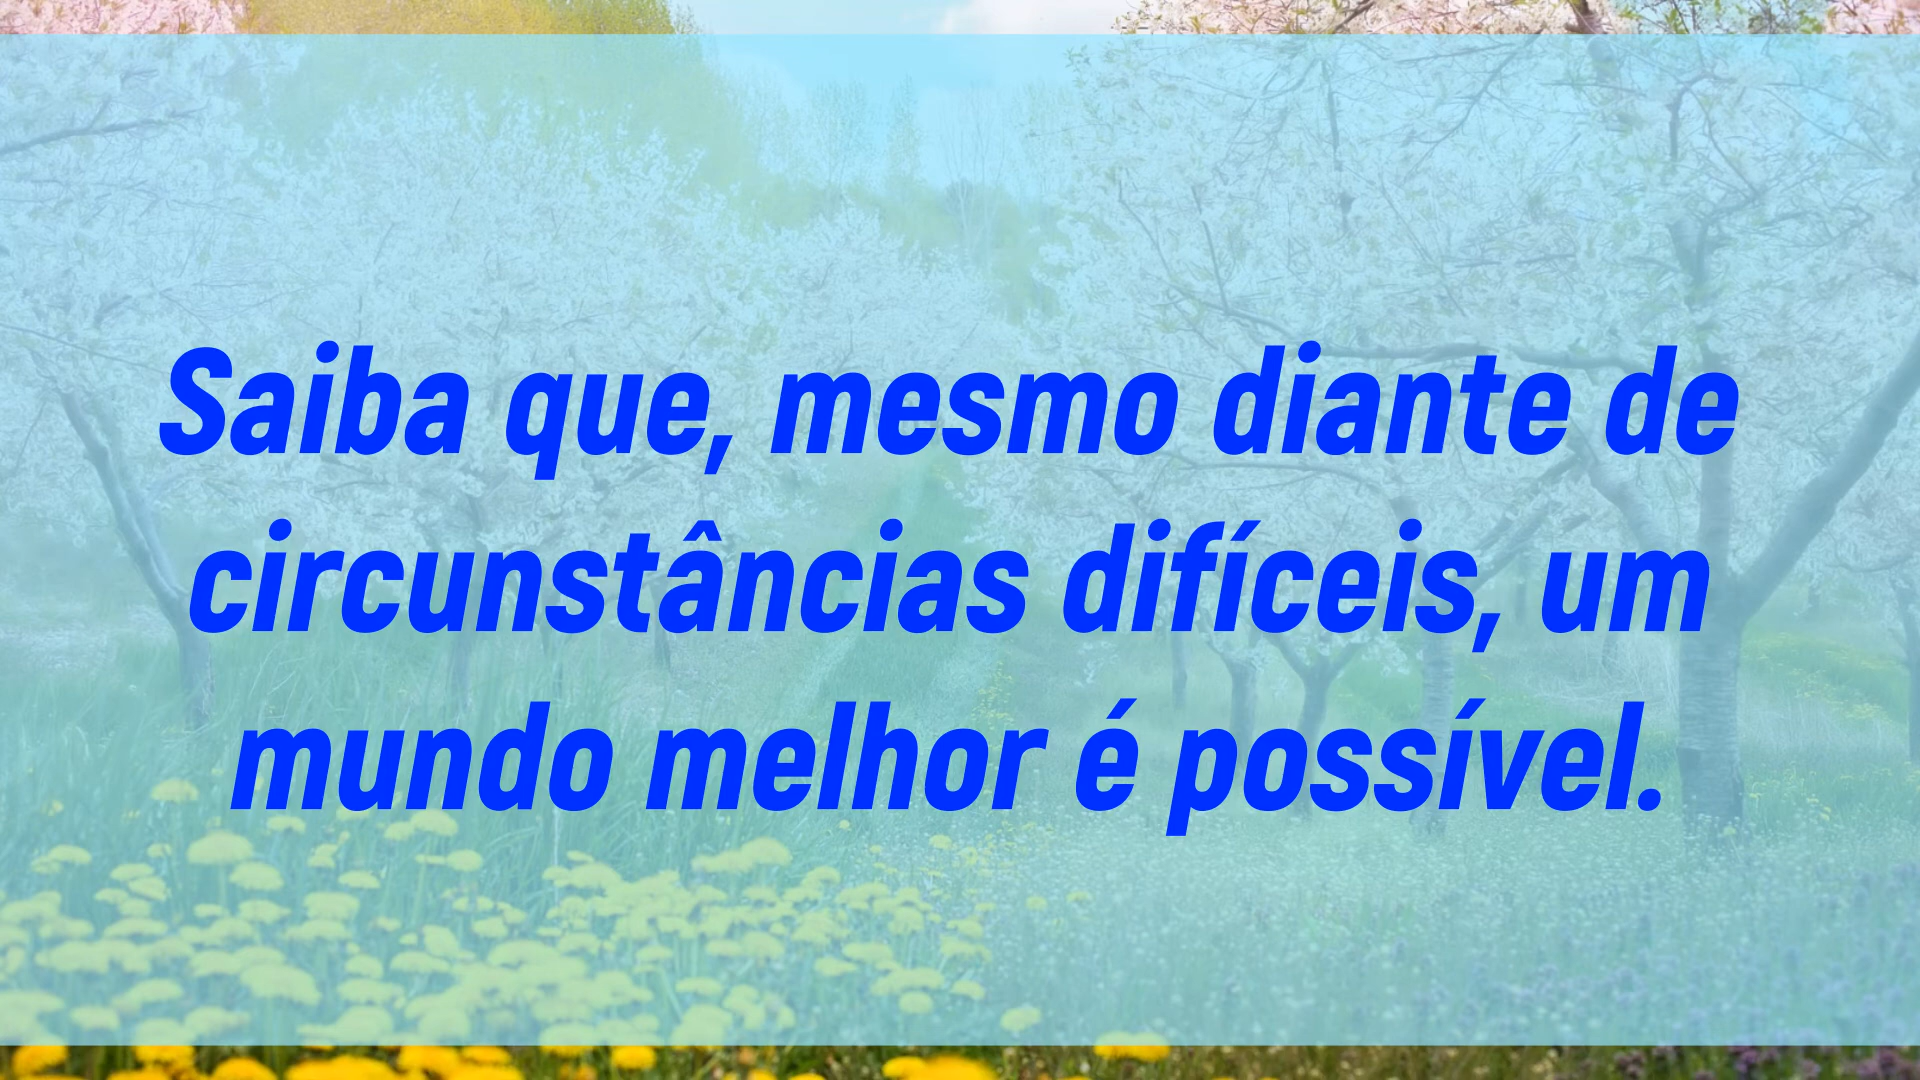 Saiba que, mesmo diante de
circunstâncias difíceis, um
mundo melhor é possível.